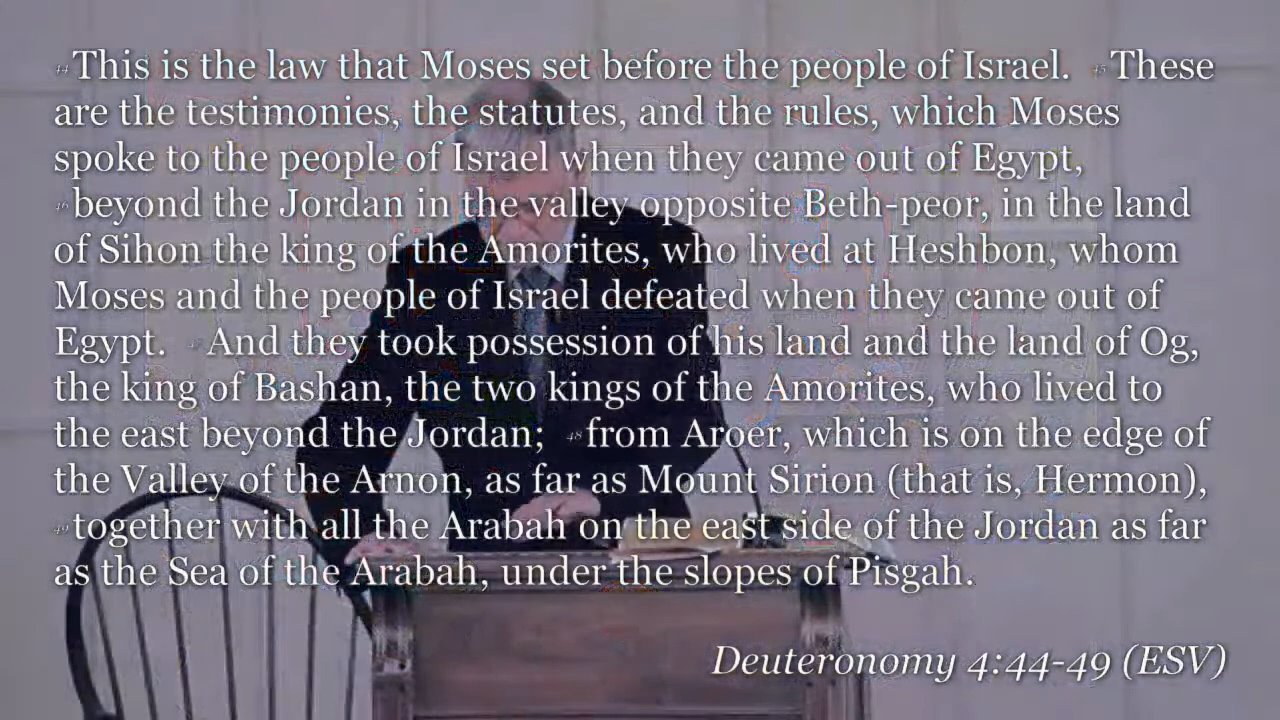 44 This is the law that Moses set before the people of Israel. 45 These
are the testimonies, the statutes, and the rules, which Moses
spoke to the people of Israel when they came out of Egypt,
46 beyond the Jordan in the valley opposite Beth-peor, in the land
of Sihon the king of the Amorites, who lived at Heshbon, whom
Moses and the people of Israel defeated when they came out of
Egypt. And they took possession of his land and the land of Og,
the king of Bashan, the two kings of the Amorites, who lived to
the east beyond the Jordan; 48 from Aroer, which is on the edge of
the Valley of the Arnon, as far as Mount Sirion (that is, Hermon),
49 together with all the Arabah on the east side of the Jordan as far
as the Sea of the Arabah, under the slopes of Pisgah.
Deuteronomy 4:44-49 (ESV)